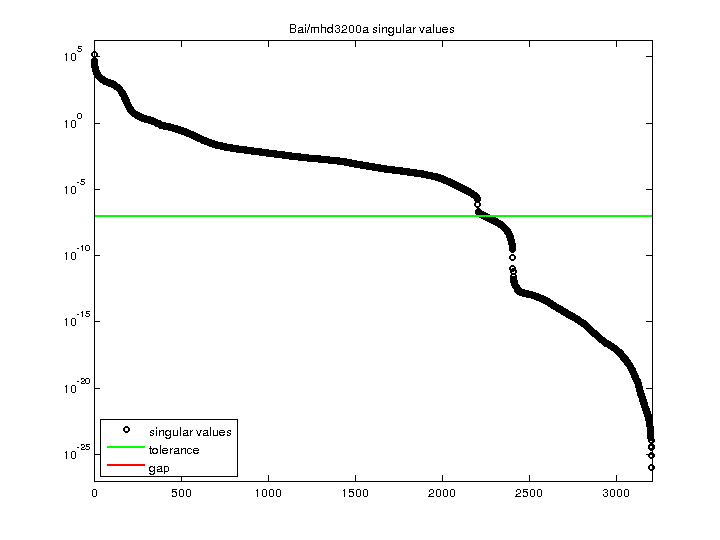 Bai/mhd3200a singular values
10^5
10^0
10^-5
10^-10
10^-15
10^-20
10^-25
singular values
tolerance
gap
0 500 1000 1500 2000 2500 3000